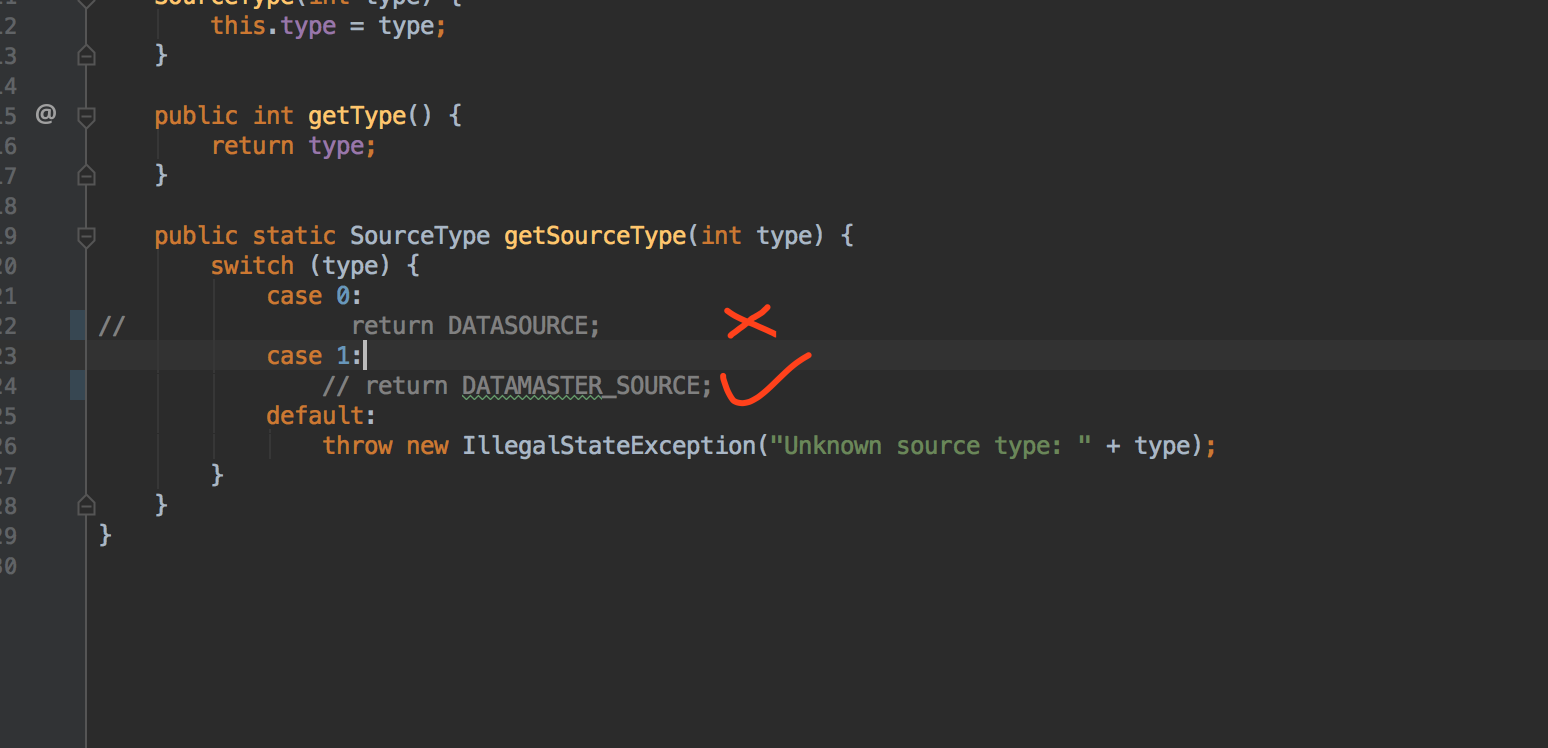 SourceType(int type) {
12 this.type = type;
13 }
14
15 @ public int getType() {
16 return type;
17 }
18
19 public static SourceType getSourceType(int type) {
20 switch (type) {
21 case 0:
22 // return DATASOURCE;
23 case 1:
24 // return DATAMASTER_SOURCE;
25 default:
26 throw new IllegalStateException("Unknown source type: " + type);
27 }
28 }
29 }
30